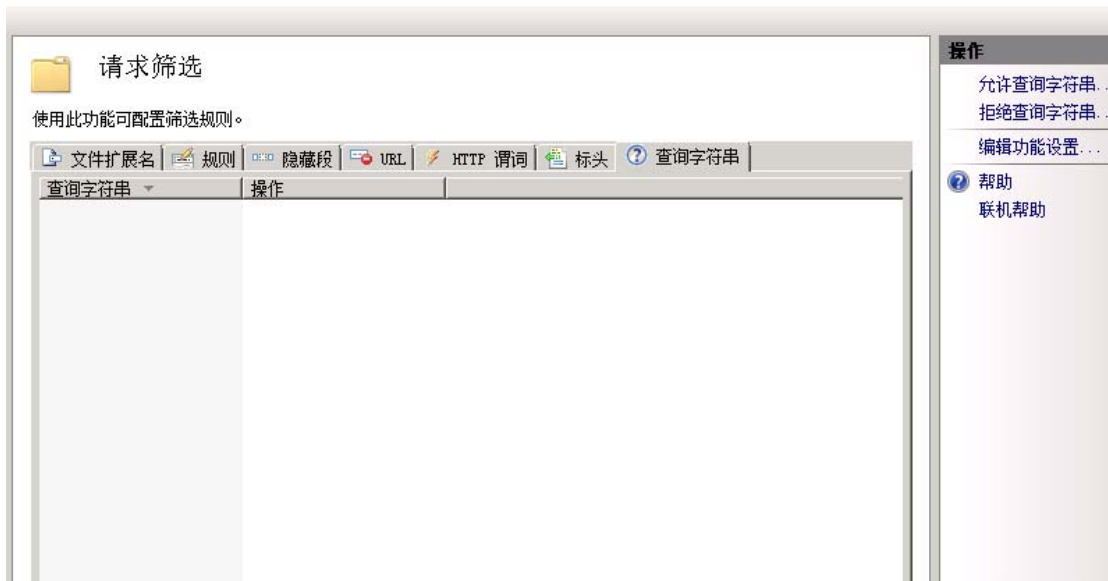 请求筛选
使用此功能可配置筛选规则。
文件扩展名 规则 隐藏段 URL HTTP 谓词 标头 查询字符串
查询字符串 操作
操作
允许查询字符串..
拒绝查询字符串..
编辑功能设置...
帮助
联机帮助